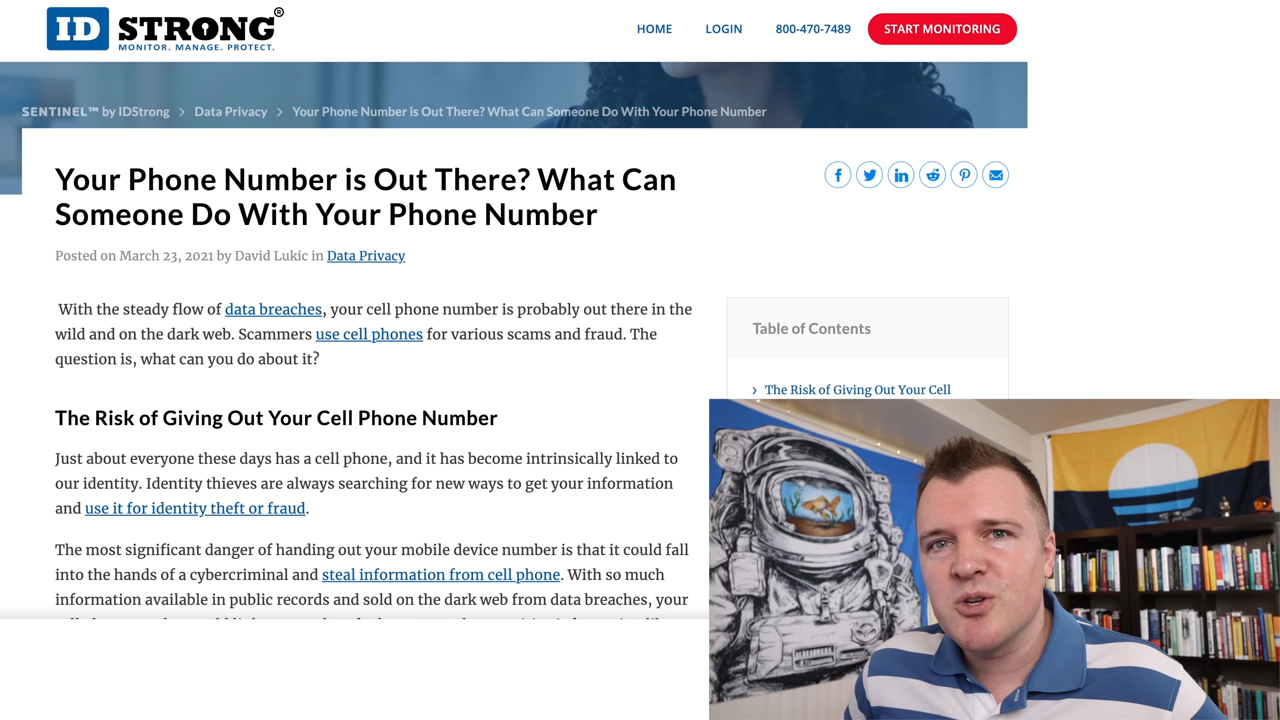 ID STRONG®
MONITOR. MANAGE. PROTECT.
HOME
LOGIN
800-470-7489
START MONITORING
SENTINEL™ by IDStrong > Data Privacy > Your Phone Number is Out There? What Can Someone Do With Your Phone Number
Your Phone Number is Out There? What Can
Someone Do With Your Phone Number
Posted on March 23, 2021 by David Lukic in Data Privacy
With the steady flow of data breaches, your cell phone number is probably out there in the
wild and on the dark web. Scammers use cell phones for various scams and fraud. The
question is, what can you do about it?
Table of Contents
> The Risk of Giving Out Your Cell
The Risk of Giving Out Your Cell Phone Number
Just about everyone these days has a cell phone, and it has become intrinsically linked to
our identity. Identity thieves are always searching for new ways to get your information
and use it for identity theft or fraud.
The most significant danger of handing out your mobile device number is that it could fall
into the hands of a cybercriminal and steal information from cell phone. With so much
information available in public records and sold on the dark web from data breaches, your